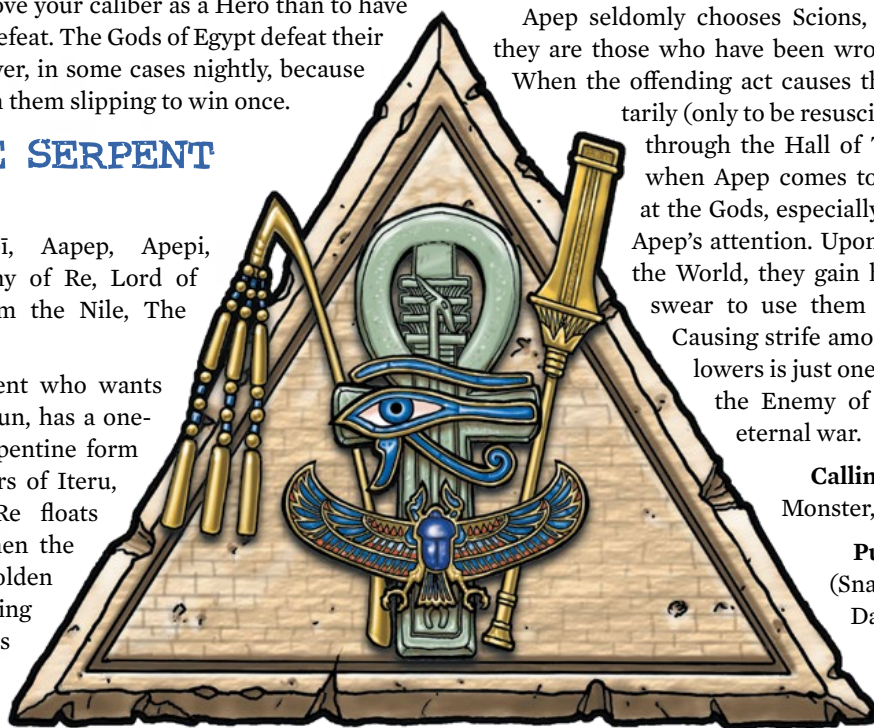 ove your caliber as a Hero than to have
efeat. The Gods of Egypt defeat their
ver, in some cases nightly, because
them slipping to win once.
SERPENT
ī, Aapep, Apepi,
ny of Re, Lord of
m the Nile, The
ent who wants
un, has a one-
pentine form
rs of Iteru,
Re floats
hen the
olden
ing
s
Apep seldomly chooses Scions,
they are those who have been wro
When the offending act causes th
tarily (only to be resusci
through the Hall of T
when Apep comes to
at the Gods, especially
Apep’s attention. Upon
the World, they gain h
swear to use them
Causing strife amo
lowers is just one
the Enemy of
eternal war.
Callin
Monster,
Pu
(Sna
Da